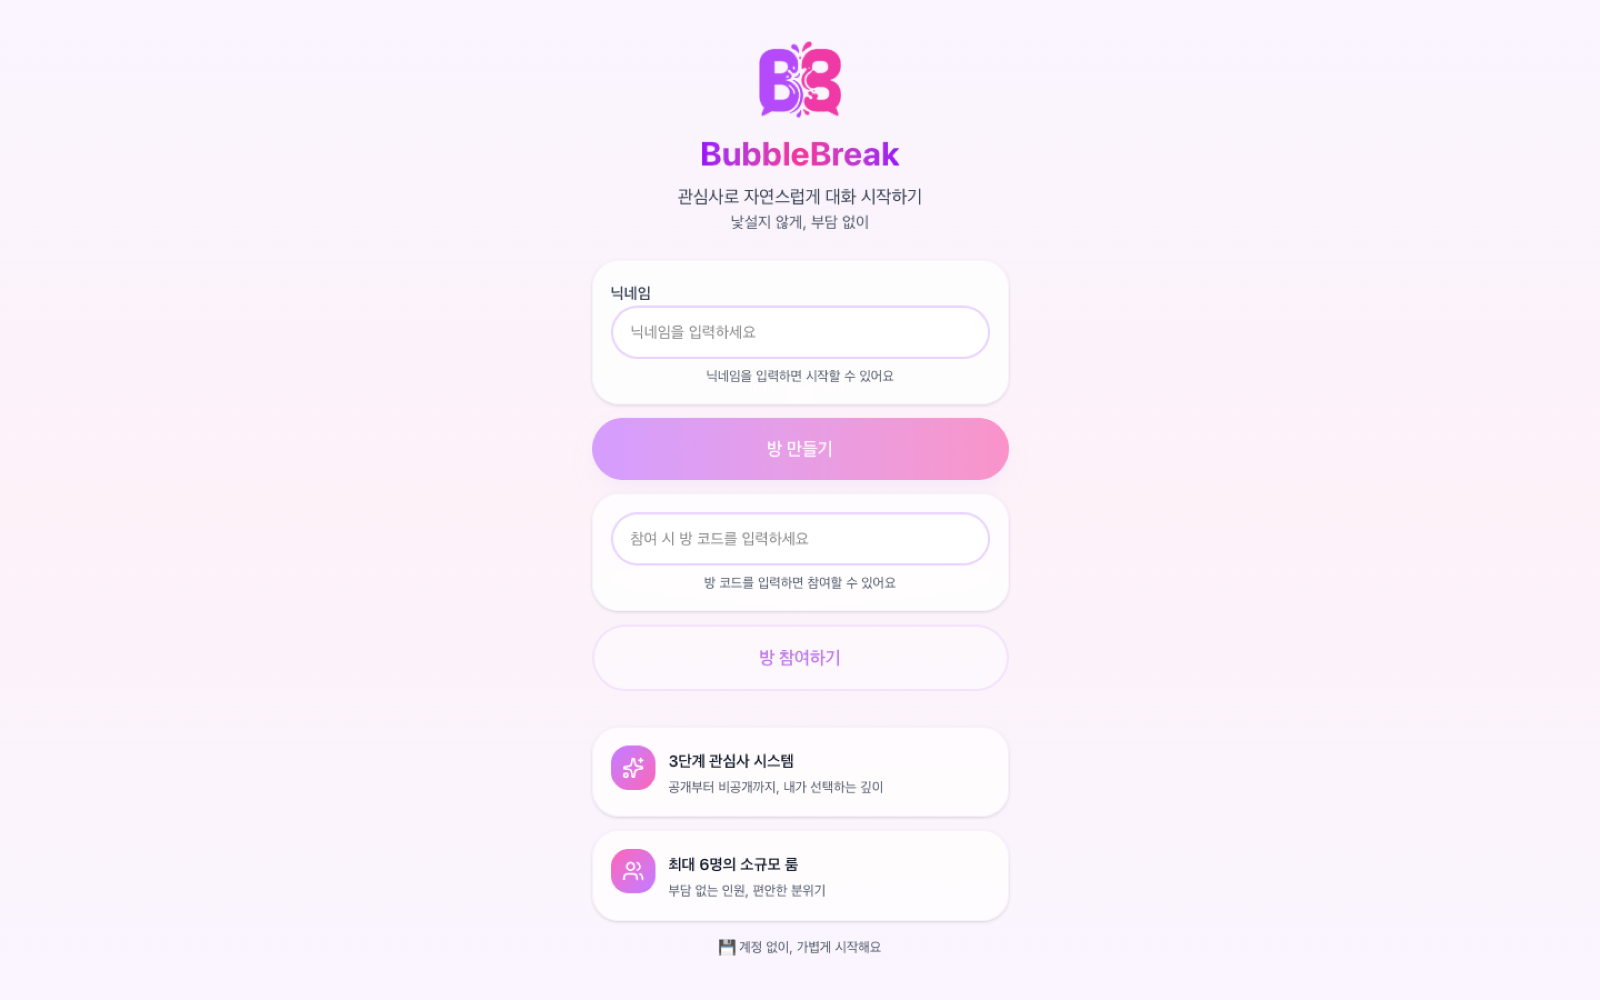 BB
BubbleBreak
관심사로 자연스럽게 대화 시작하기
낯설지 않게, 부담 없이
닉네임
닉네임을 입력하세요
닉네임을 입력하면 시작할 수 있어요
방 만들기
참여 시 방 코드를 입력하세요
방 코드를 입력하면 참여할 수 있어요
방 참여하기
3단계 관심사 시스템
공개부터 비공개까지, 내가 선택하는 깊이
최대 6명의 소규모 룸
부담 없는 인원, 편안한 분위기
💾 계정 없이, 가볍게 시작해요